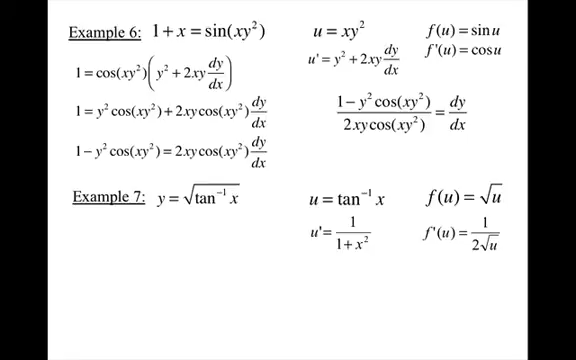 Example 6: 1 + x = sin(xy²) u = xy² f(u) = sin u
u' = y² + 2xy dy/dx f'(u) = cos u
1 = cos(xy²)(y² + 2xy dy/dx)
1 = y² cos(xy²) + 2xy cos(xy²) dy/dx (1 − y² cos(xy²))/(2xy cos(xy²)) = dy/dx
1 − y² cos(xy²) = 2xy cos(xy²) dy/dx
Example 7: y = √(tan⁻¹ x) u = tan⁻¹ x f(u) = √u
u' = 1/(1 + x²) f'(u) = 1/(2√u)